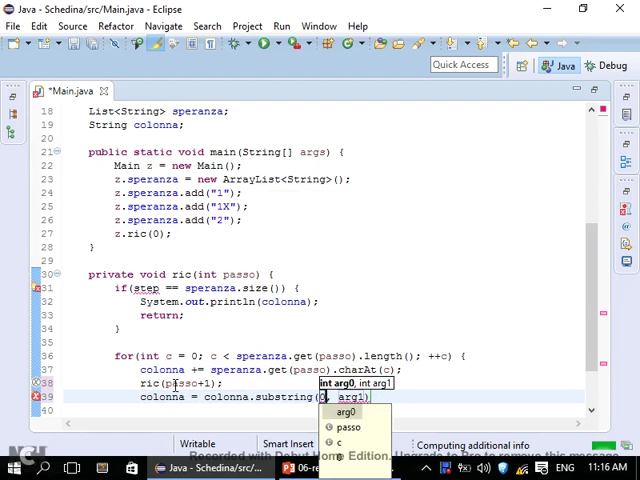 Java - Schedina/src/Main.java - Eclipse
File Edit Source Refactor Navigate Search Project Run Window Help
Quick Access
Java
Debug
*Main.java
18 List<String> speranza;
19 String colonna;
20
21 public static void main(String[] args) {
22 Main z = new Main();
23 z.speranza = new ArrayList<String>();
24 z.speranza.add("1");
25 z.speranza.add("1X");
26 z.speranza.add("2");
27 z.ric(0);
28 }
29
30 private void ric(int passo) {
31 if(step == speranza.size()) {
32 System.out.println(colonna);
33 return;
34 }
35
36 for(int c = 0; c < speranza.get(passo).length(); ++c) {
37 colonna += speranza.get(passo).charAt(c);
38 ric(passo+1);
int arg0, int arg1
39 colonna = colonna.substring(0, arg1)
40
arg0
passo
c
0
Writable
Smart Insert
Computing additional info
Recorded with Debut Home Edition. Upgrade to Pro to remove this message
Java - Schedina/src/...
11:16 AM